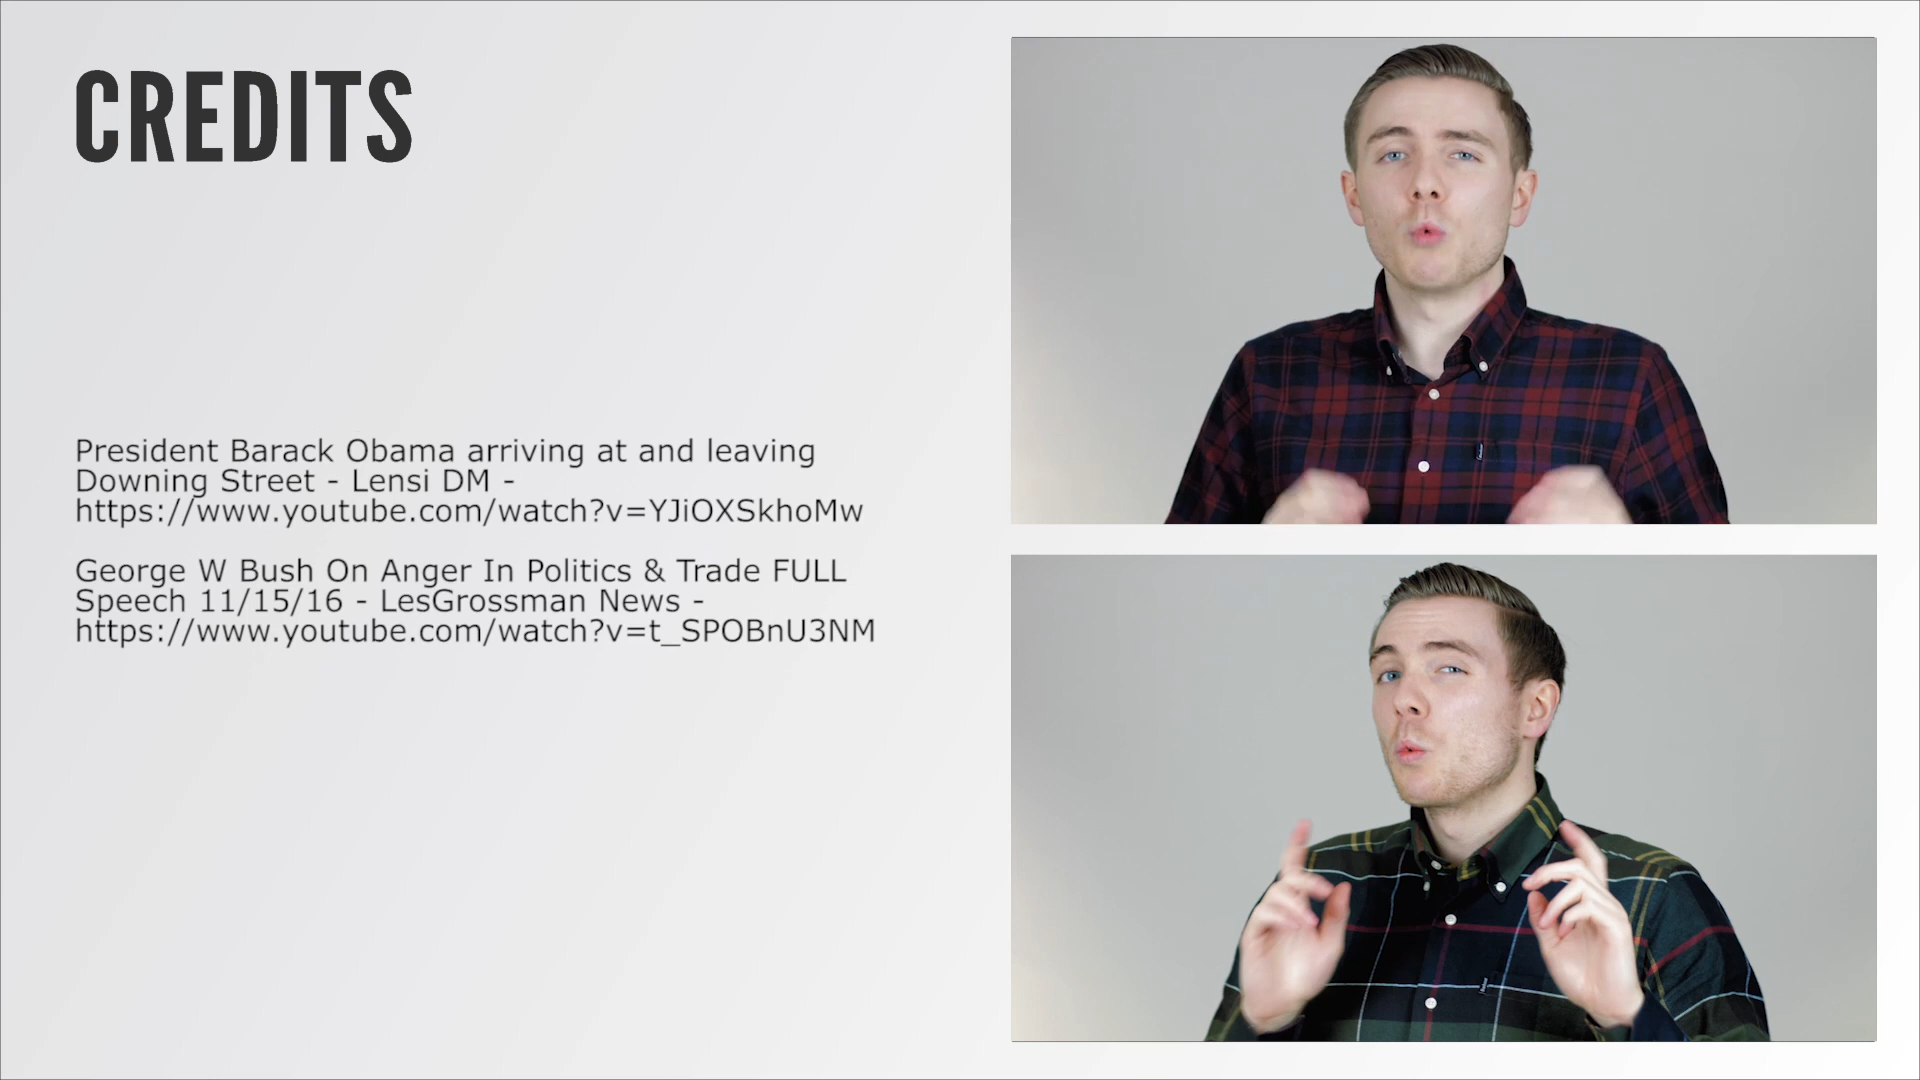 CREDITS
President Barack Obama arriving at and leaving
Downing Street - Lensi DM -
https://www.youtube.com/watch?v=YJiOXSkhoMw
George W Bush On Anger In Politics & Trade FULL
Speech 11/15/16 - LesGrossman News -
https://www.youtube.com/watch?v=t_SPOBnU3NM